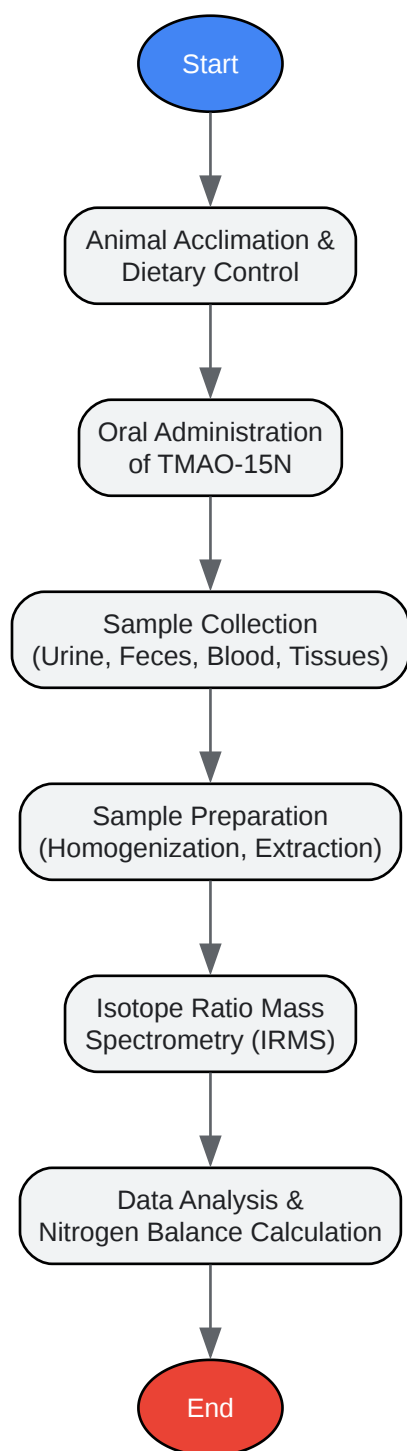 Start
Animal Acclimation &
Dietary Control
Oral Administration
of TMAO-15N
Sample Collection
(Urine, Feces, Blood, Tissues)
Sample Preparation
(Homogenization, Extraction)
Isotope Ratio Mass
Spectrometry (IRMS)
Data Analysis &
Nitrogen Balance Calculation
End